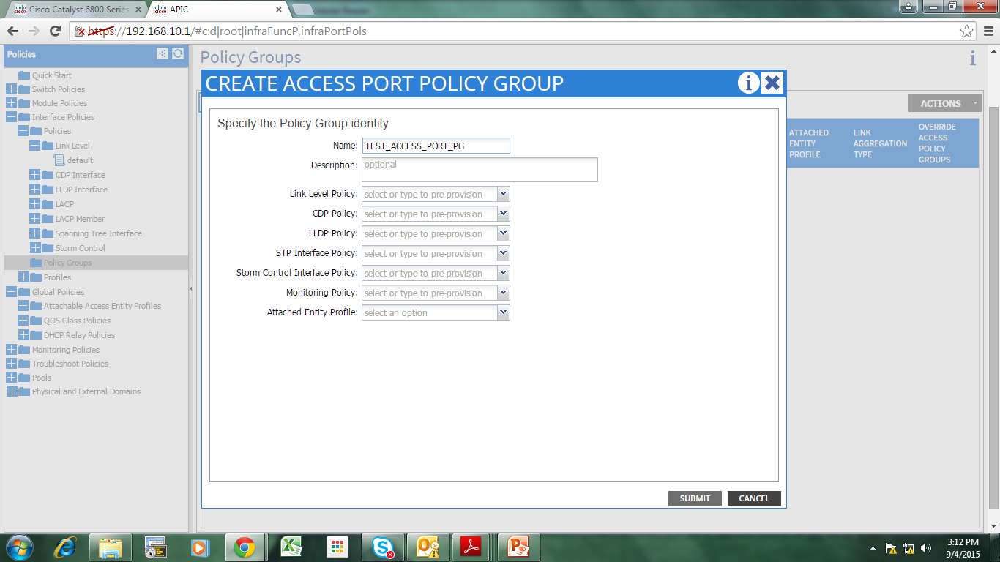 Cisco Catalyst 6800 Series
APIC
https://192.168.10.1/#c:d|root|infraFuncP,infraPortPols
Policies
Quick Start
Switch Policies
Module Policies
Interface Policies
Policies
Link Level
default
CDP Interface
LLDP Interface
LACP
LACP Member
Spanning Tree Interface
Storm Control
Policy Groups
Profiles
Global Policies
Attachable Access Entity Profiles
QOS Class Policies
DHCP Relay Policies
Monitoring Policies
Troubleshoot Policies
Pools
Physical and External Domains
Policy Groups
i
ACTIONS
ATTACHED
ENTITY
PROFILE
LINK
AGGREGATION
TYPE
OVERRIDE
ACCESS
POLICY
GROUPS
CREATE ACCESS PORT POLICY GROUP
i
Specify the Policy Group identity
Name: TEST_ACCESS_PORT_PG
Description: optional
Link Level Policy: select or type to pre-provision
CDP Policy: select or type to pre-provision
LLDP Policy: select or type to pre-provision
STP Interface Policy: select or type to pre-provision
Storm Control Interface Policy: select or type to pre-provision
Monitoring Policy: select or type to pre-provision
Attached Entity Profile: select an option
SUBMIT
CANCEL
3:12 PM
9/4/2015